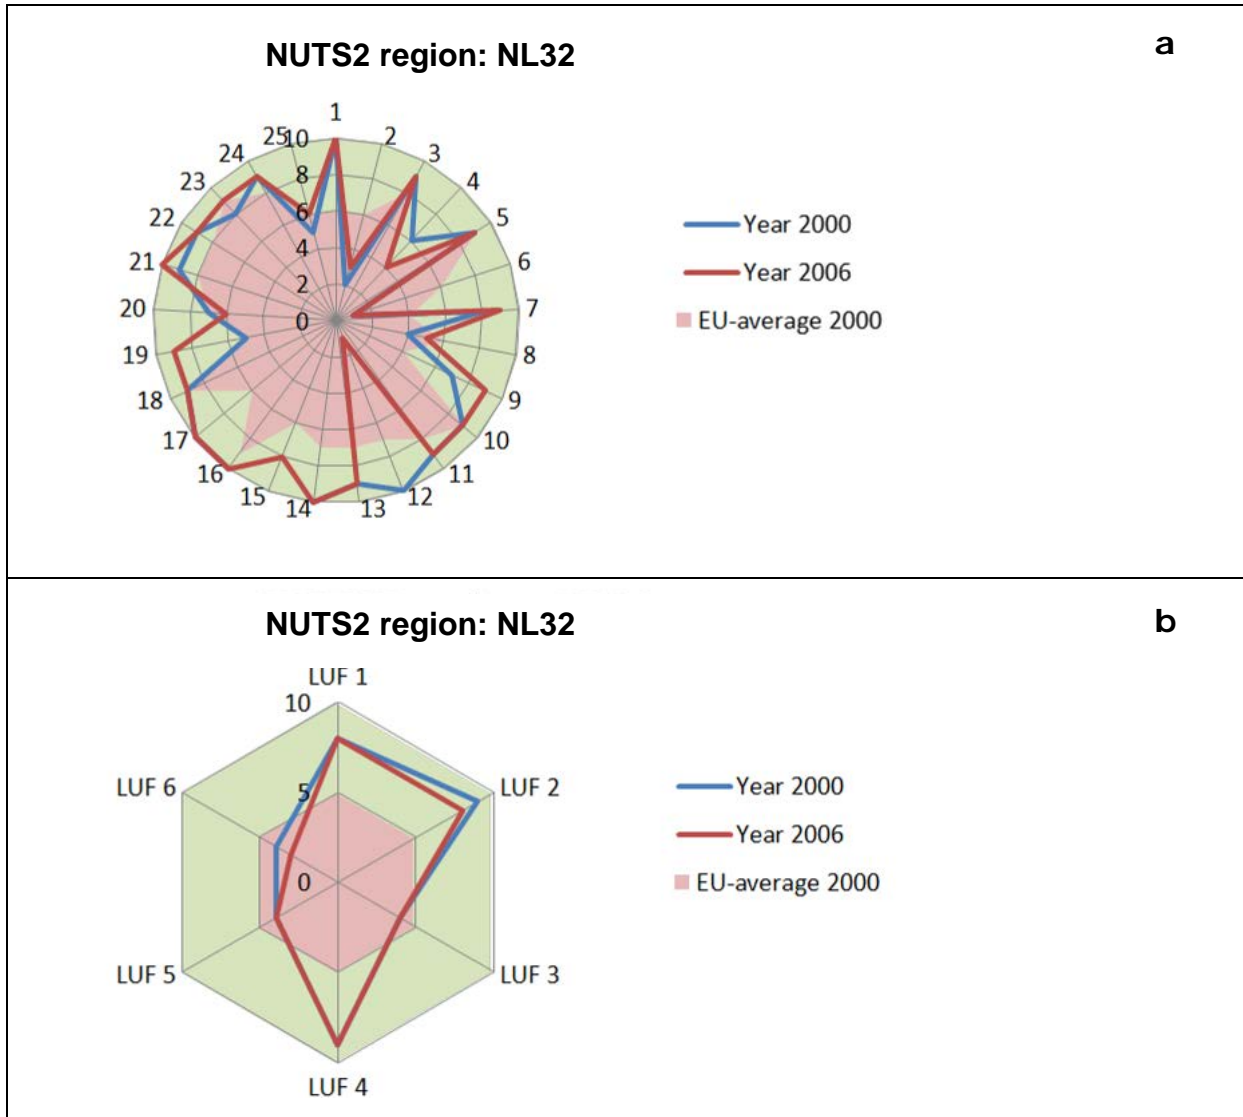 NUTS2 region: NL32
a
1
2
3
4
5
6
7
8
9
10
11
12
13
14
15
16
17
18
19
20
21
22
23
24
25
10
8
6
4
2
0
Year 2000
Year 2006
EU-average 2000
NUTS2 region: NL32
b
LUF 1
LUF 2
LUF 3
LUF 4
LUF 5
LUF 6
10
5
0
Year 2000
Year 2006
EU-average 2000